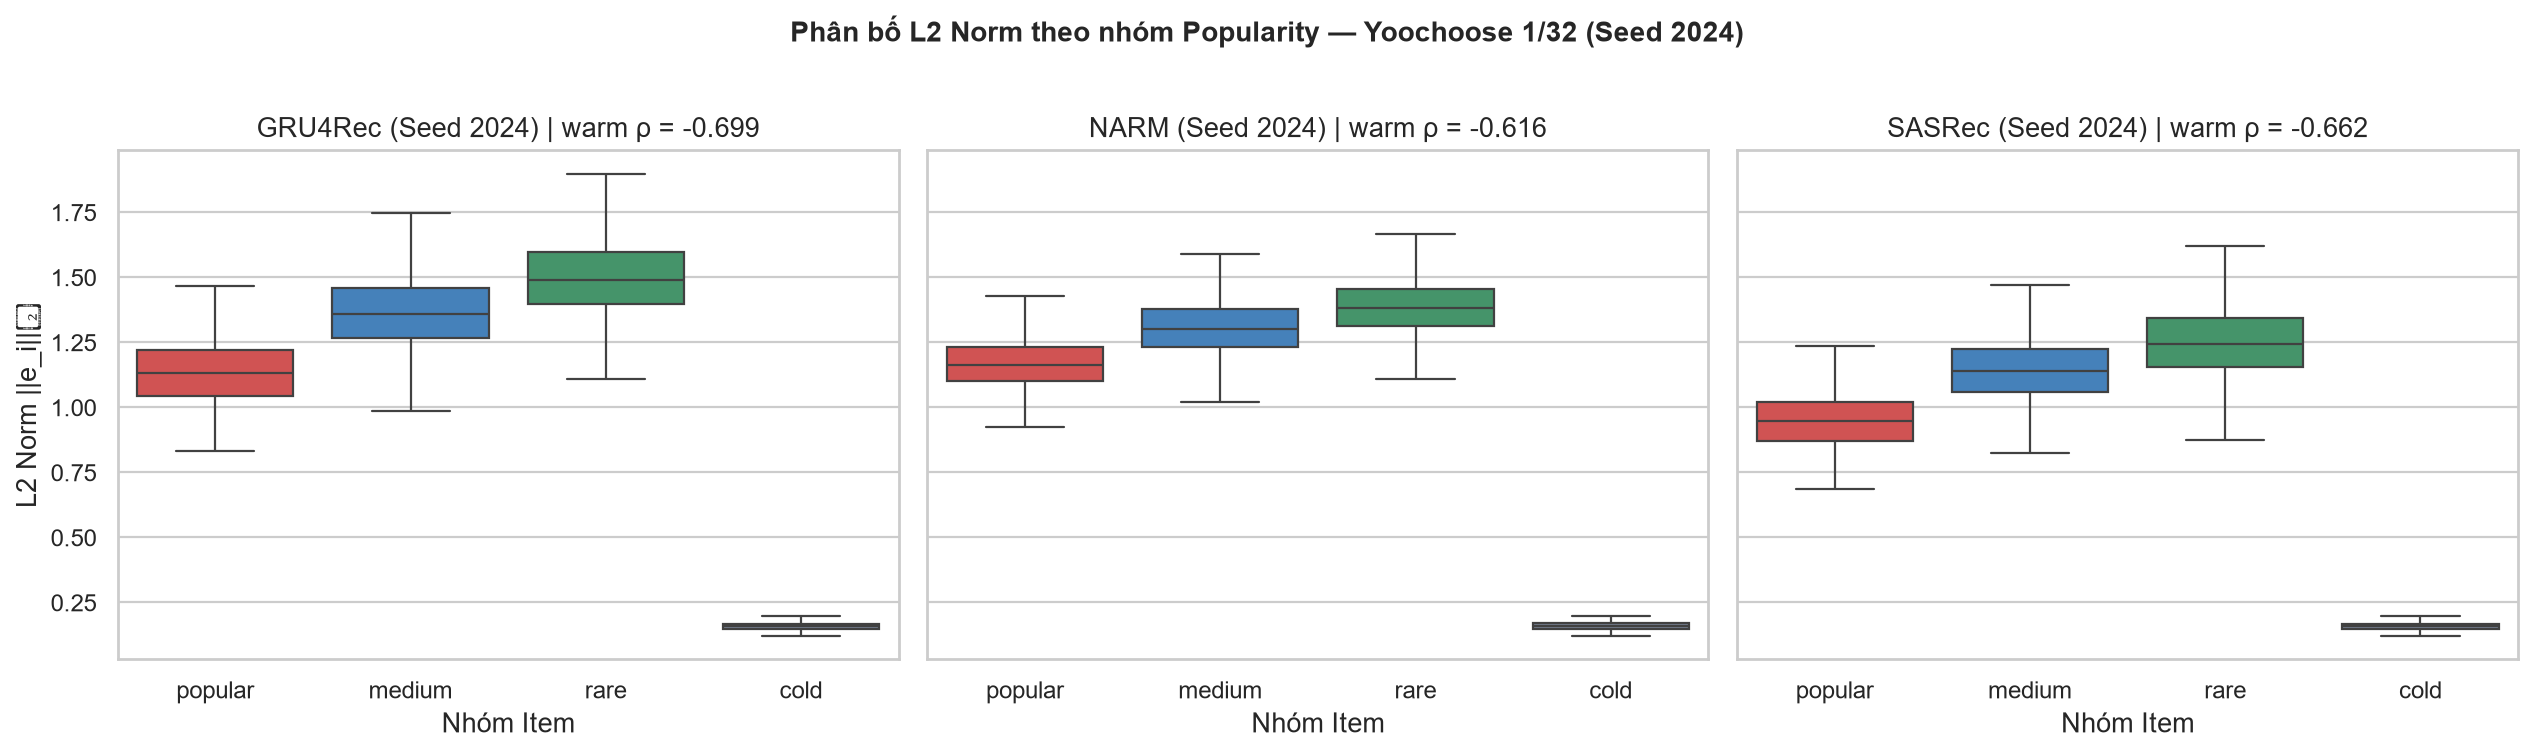 Phân bố L2 Norm theo nhóm Popularity — Yoochoose 1/32 (Seed 2024)
GRU4Rec (Seed 2024) | warm ρ = -0.699
NARM (Seed 2024) | warm ρ = -0.616
SASRec (Seed 2024) | warm ρ = -0.662
L2 Norm ||e_i||
1.75
1.50
1.25
1.00
0.75
0.50
0.25
popular medium rare cold
Nhóm Item
popular medium rare cold
Nhóm Item
popular medium rare cold
Nhóm Item